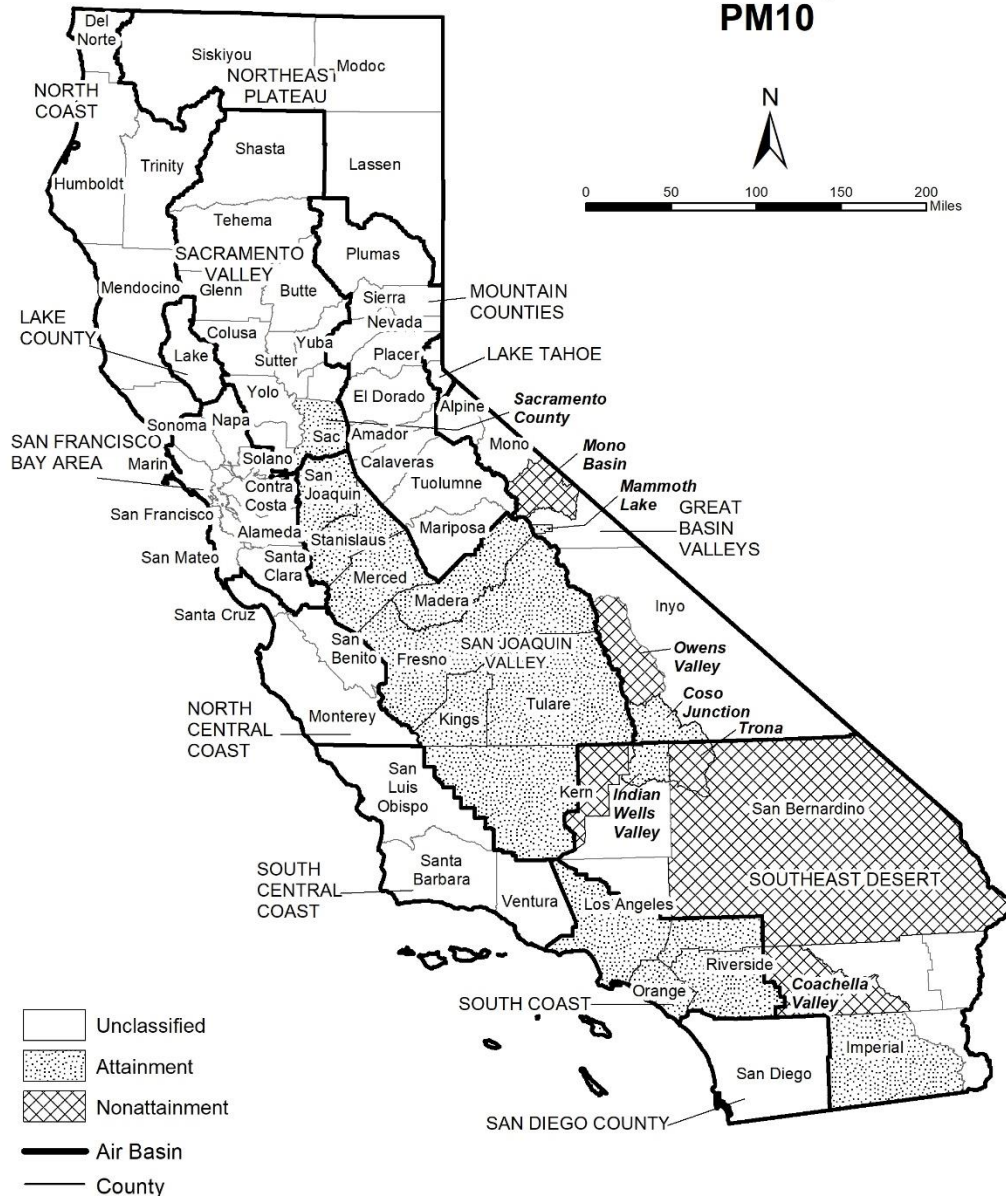 PM10
N
0 50 100 150 200
Miles
Del
Norte
Siskiyou
Modoc
NORTHEAST
PLATEAU
NORTH
COAST
Shasta
Trinity
Lassen
Humboldt
Tehema
Plumas
SACRAMENTO
VALLEY
Mendocino
Glenn
Butte
Sierra
MOUNTAIN
COUNTIES
Nevada
LAKE
COUNTY
Colusa
Yuba
Lake
Sutter
Placer
LAKE TAHOE
Yolo
El Dorado
Alpine
Sacramento
County
Sonoma
Napa
Sac
Amador
Mono
SAN FRANCISCO
BAY AREA
Marin
Solano
Calaveras
Mono
Basin
Contra
Costa
San
Joaquin
Tuolumne
Mammoth
Lake
GREAT
BASIN
VALLEYS
San Francisco
Alameda
Stanislaus
Mariposa
San Mateo
Santa
Clara
Merced
Madera
Santa Cruz
Inyo
San
Benito
Fresno
SAN JOAQUIN
VALLEY
Owens
Valley
Coso
Junction
Monterey
Kings
Tulare
Trona
NORTH
CENTRAL
COAST
San
Luis
Obispo
Kern
Indian
Wells
Valley
San Bernardino
SOUTH
CENTRAL
COAST
Santa
Barbara
Ventura
Los Angeles
SOUTHEAST DESERT
Riverside
Orange
Coachella
Valley
SOUTH COAST
Imperial
San Diego
SAN DIEGO COUNTY
Unclassified
Attainment
Nonattainment
Air Basin
County